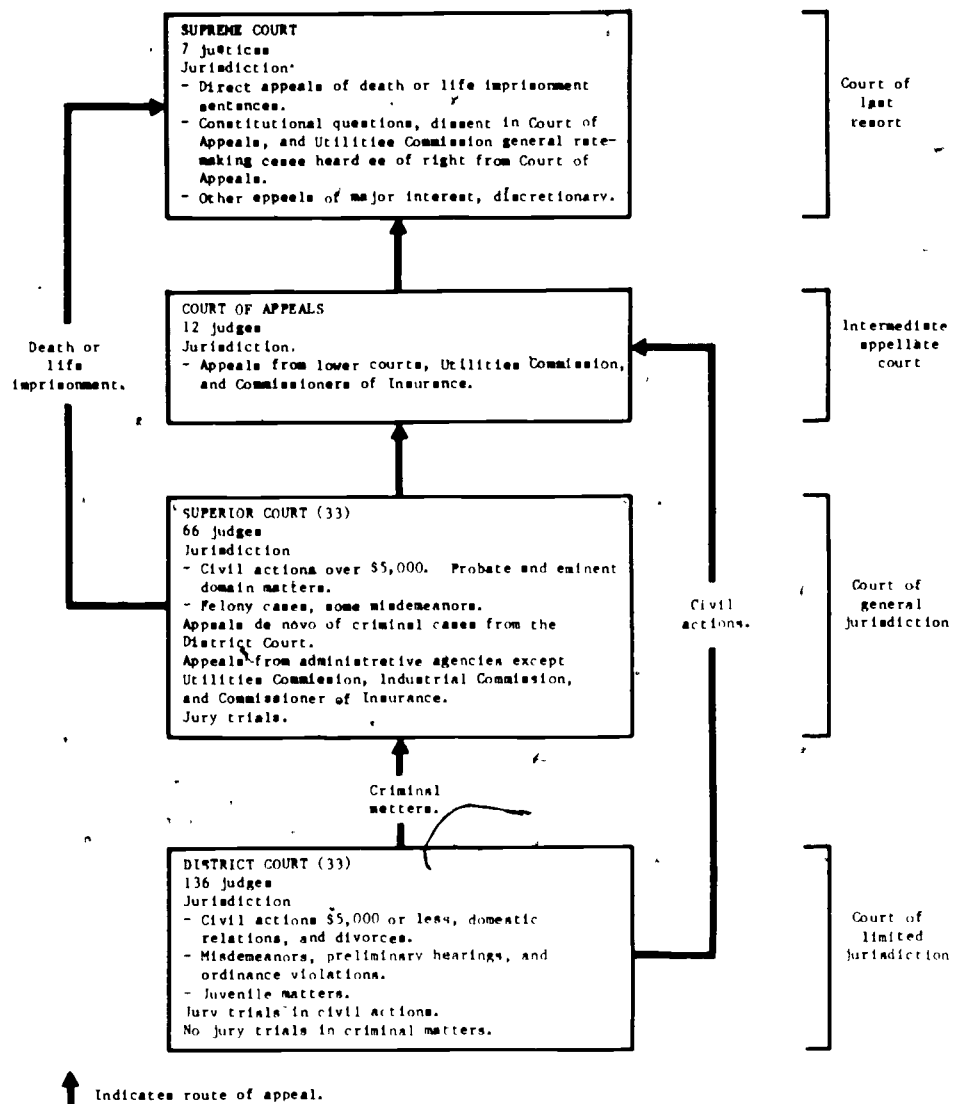 SUPREME COURT
7 justices
Jurisdiction
- Direct appeals of death or life imprisonment
sentences.
- Constitutional questions, dissent in Court of
Appeals, and Utilities Commission general rate-
making cases heard as of right from Court of
Appeals.
- Other appeals of major interest, discretionary.
Court of
last
resort
COURT OF APPEALS
12 judges
Jurisdiction.
- Appeals from lower courts, Utilities Commission,
and Commissioners of Insurance.
Intermediate
appellate
court
Death or
life
imprisonment.
SUPERIOR COURT (33)
66 judges
Jurisdiction
- Civil actions over $5,000. Probate and eminent
domain matters.
- Felony cases, some misdemeanors.
Appeals de novo of criminal cases from the
District Court.
Appeals from administrative agencies except
Utilities Commission, Industrial Commission,
and Commissioner of Insurance.
Jury trials.
Civil
actions.
Court of
general
jurisdiction
Criminal
matters.
DISTRICT COURT (33)
136 judges
Jurisdiction
- Civil actions $5,000 or less, domestic
relations, and divorces.
- Misdemeanors, preliminary hearings, and
ordinance violations.
- Juvenile matters.
Jury trials in civil actions.
No jury trials in criminal matters.
Court of
limited
jurisdiction
Indicates route of appeal.